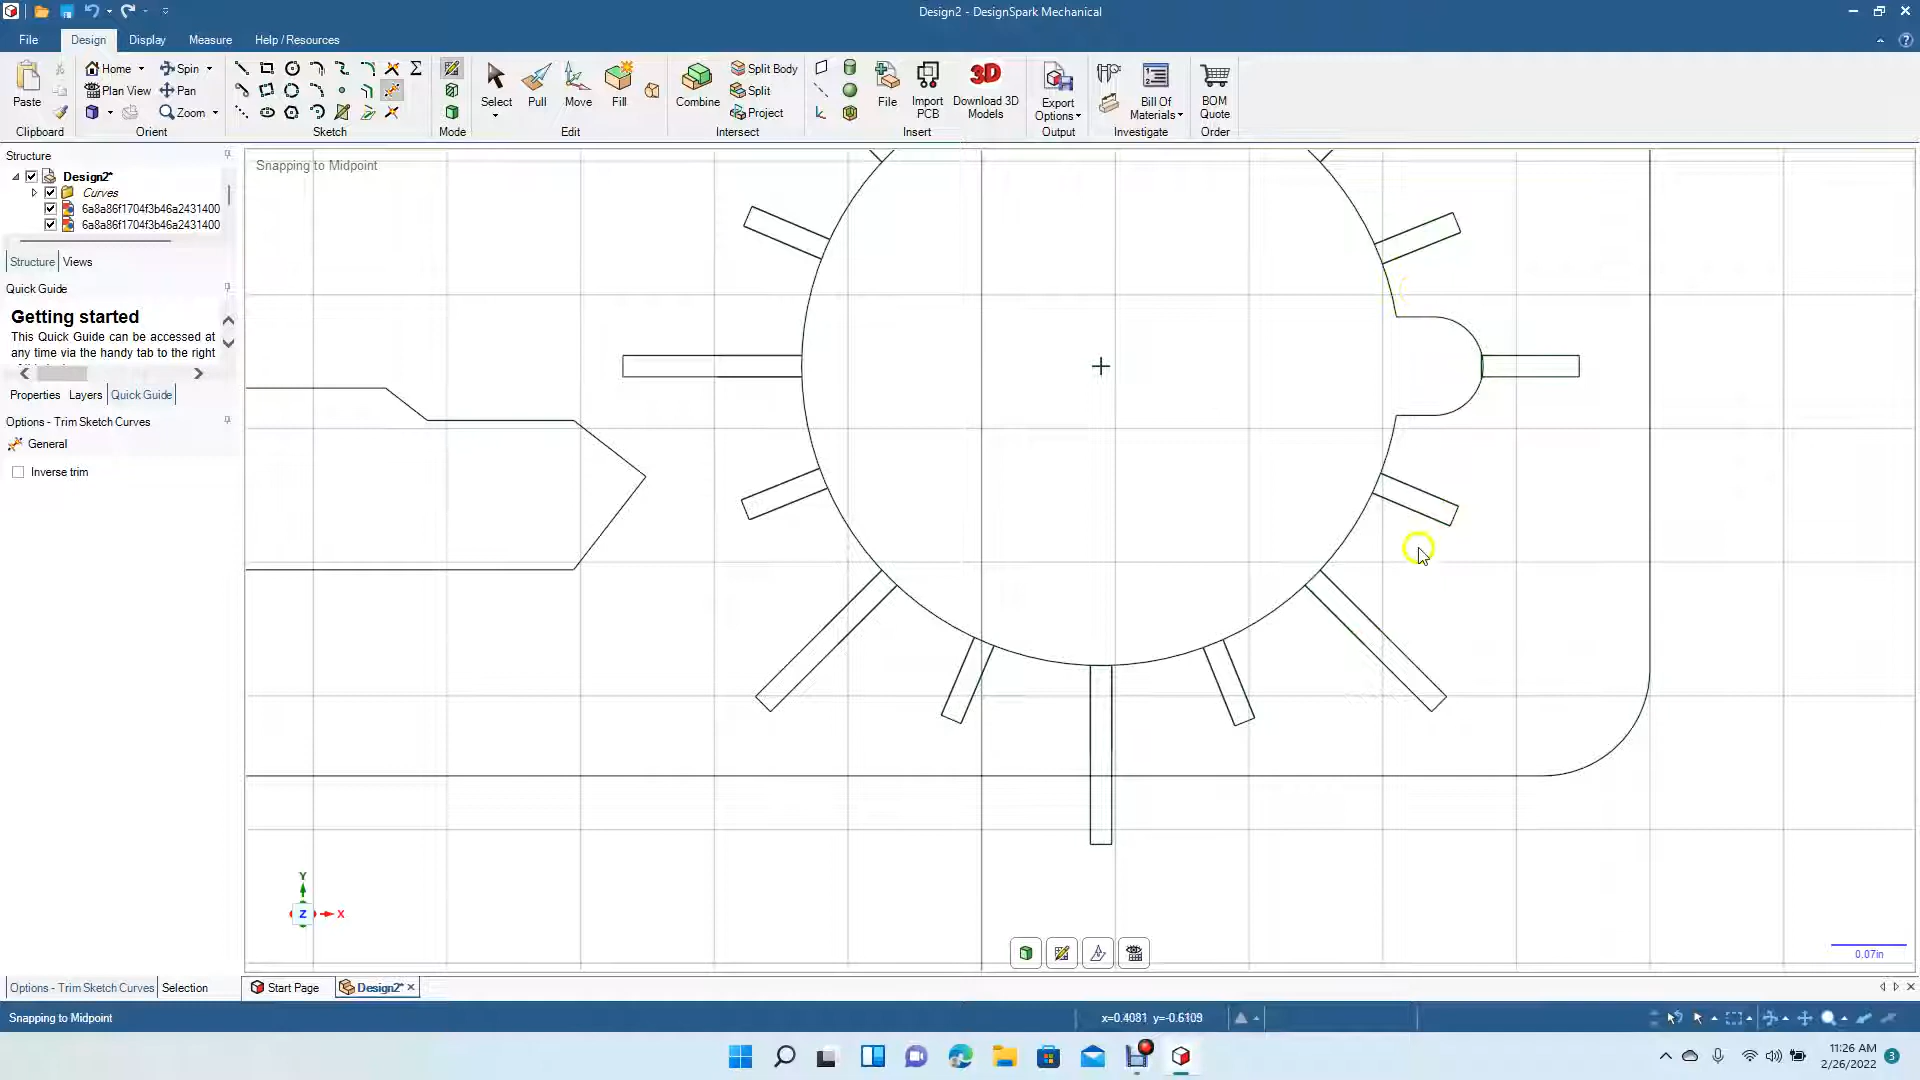 Design2 - DesignSpark Mechanical
File
Design
Display
Measure
Help / Resources
Paste
Clipboard
Home
Spin
Plan View
Pan
Zoom
Orient
Sketch
Mode
Select
Pull
Move
Fill
Edit
Combine
Split Body
Split
Project
Intersect
File
Import PCB
Download 3D Models
3D
Insert
Export Options
Output
Bill Of Materials
Investigate
BOM Quote
Order
Structure
Design2*
Curves
6a8a86f1704f3b46a2431400
6a8a86f1704f3b46a2431400
Structure
Views
Quick Guide
Getting started
This Quick Guide can be accessed at
any time via the handy tab to the right
Properties
Layers
Quick Guide
Options - Trim Sketch Curves
General
Inverse trim
Snapping to Midpoint
Y
Z
X
0.07in
Options - Trim Sketch Curves
Selection
Start Page
Design2*
Snapping to Midpoint
x=0.4081 y=-0.6109
11:26 AM
2/26/2022
3